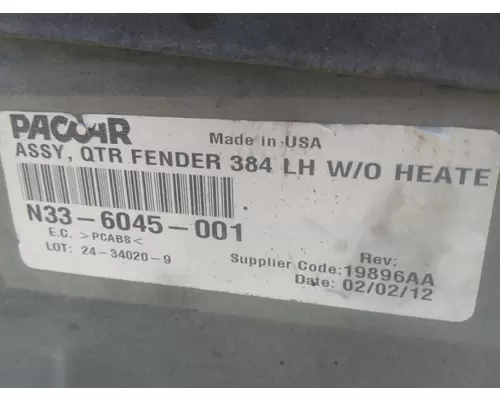 PACCAR
Made in USA
ASSY, QTR FENDER 384 LH W/O HEATE
N33-6045-001
E.C. >PCABS<
LOT: 24-34020-9
Rev:
Supplier Code: 19896AA
Date: 02/02/12